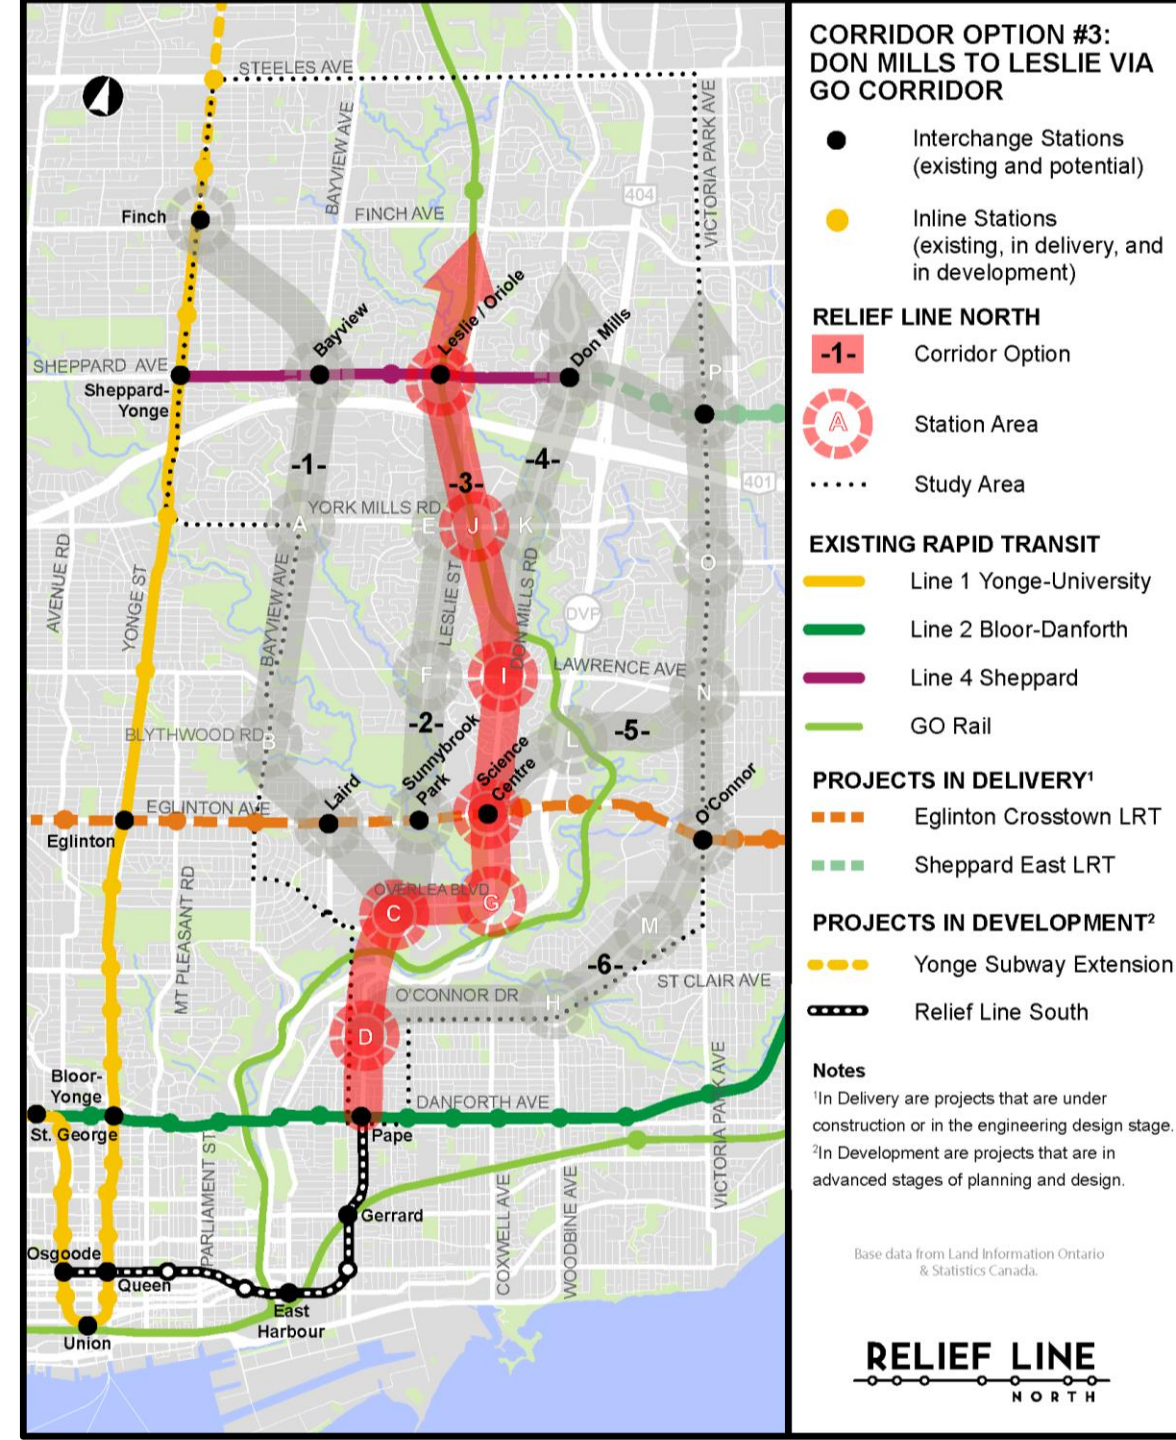 STEELES AVE
BAYVIEW AVE
VICTORIA PARK AVE
404
Finch
FINCH AVE
Bayview
Leslie / Oriole
Don Mills
SHEPPARD AVE
Sheppard-
Yonge
P
-1-
-4-
-3-
401
YORK MILLS RD
A
E
J
K
O
AVENUE RD
YONGE ST
BAYVIEW AVE
LESLIE ST
DON MILLS RD
DVP
LAWRENCE AVE
F
I
N
-2-
-5-
BLYTHWOOD RD
B
L
Sunnybrook
Park
Science
Centre
Laird
O'Connor
EGLINTON AVE
Eglinton
MT PLEASANT RD
OVERLEA BLVD
C
G
M
-6-
ST CLAIR AVE
O'CONNOR DR
H
D
Bloor-
Yonge
DANFORTH AVE
VICTORIA PARK AVE
St. George
Pape
PARLIAMENT ST
COXWELL AVE
WOODBINE AVE
Gerrard
Osgoode
Queen
East
Harbour
Union
CORRIDOR OPTION #3:
DON MILLS TO LESLIE VIA
GO CORRIDOR
Interchange Stations
(existing and potential)
Inline Stations
(existing, in delivery, and
in development)
RELIEF LINE NORTH
-1-
Corridor Option
A
Station Area
Study Area
EXISTING RAPID TRANSIT
Line 1 Yonge-University
Line 2 Bloor-Danforth
Line 4 Sheppard
GO Rail
PROJECTS IN DELIVERY¹
Eglinton Crosstown LRT
Sheppard East LRT
PROJECTS IN DEVELOPMENT²
Yonge Subway Extension
Relief Line South
Notes
¹In Delivery are projects that are under
construction or in the engineering design stage.
²In Development are projects that are in
advanced stages of planning and design.
Base data from Land Information Ontario
& Statistics Canada.
RELIEF LINE
NORTH